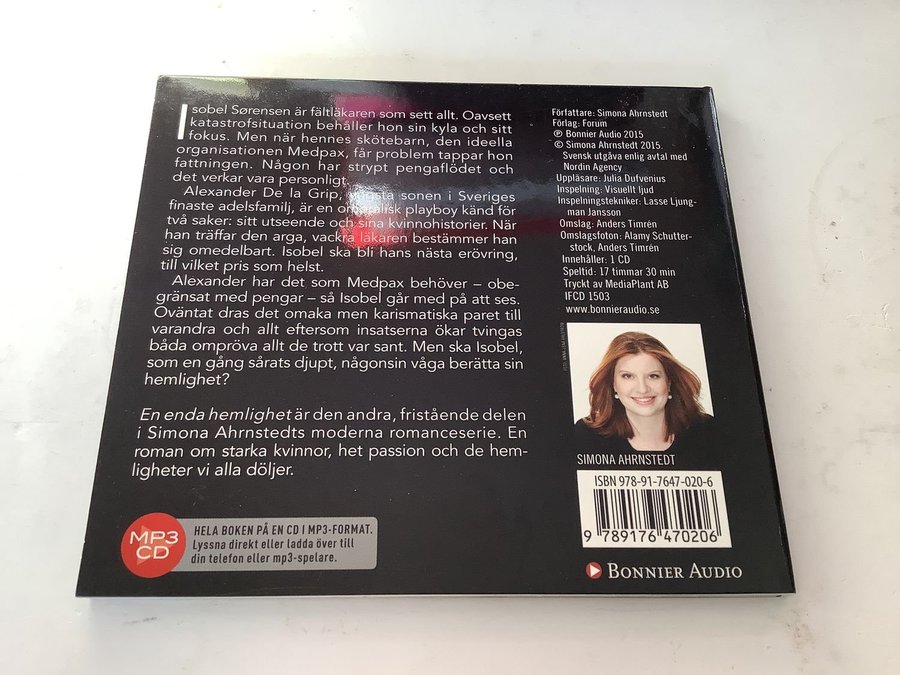 Isobel Sørensen är fältläkaren som sett allt. Oavsett
katastrofsituation behåller hon sin kyla och sitt
fokus. Men när hennes skötebarn, den ideella
organisationen Medpax, får problem tappar hon
fattningen. Någon har strypt pengaflödet och
det verkar vara personligt.
Alexander De la Grip, yngsta sonen i Sveriges
finaste adelsfamilj, är en omoralisk playboy känd för
två saker: sitt utseende och sina kvinnohistorier. När
han träffar den arga, vackra läkaren bestämmer han
sig omedelbart. Isobel ska bli hans nästa erövring,
till vilket pris som helst.
Alexander har det som Medpax behöver – obe-
gränsat med pengar – så Isobel går med på att ses.
Oväntat dras det omaka men karismatiska paret till
varandra och allt eftersom insatserna ökar tvingas
båda ompröva allt de trott var sant. Men ska Isobel,
som en gång sårats djupt, någonsin våga berätta sin
hemlighet?
En enda hemlighet är den andra, fristående delen
i Simona Ahrnstedts moderna romanceserie. En
roman om starka kvinnor, het passion och de hem-
ligheter vi alla döljer.
MP3
CD
HELA BOKEN PÅ EN CD I MP3-FORMAT.
Lyssna direkt eller ladda över till
din telefon eller mp3-spelare.
Författare: Simona Ahrnstedt
Förlag: Forum
℗ Bonnier Audio 2015
© Simona Ahrnstedt 2015.
Svensk utgåva enlig avtal med
Nordin Agency
Uppläsare: Julia Dufvenius
Inspelning: Visuellt ljud
Inspelningstekniker: Lasse Ljung-
man Jansson
Omslag: Anders Timrén
Omslagsfoton: Alamy Schutter-
stock, Anders Timrén
Innehåller: 1 CD
Speltid: 17 timmar 30 min
Tryckt av MediaPlant AB
IFCD 1503
www.bonnieraudio.se
SIMONA AHRNSTEDT
ISBN 978-91-7647-020-6
9 789176 470206
BONNIER AUDIO